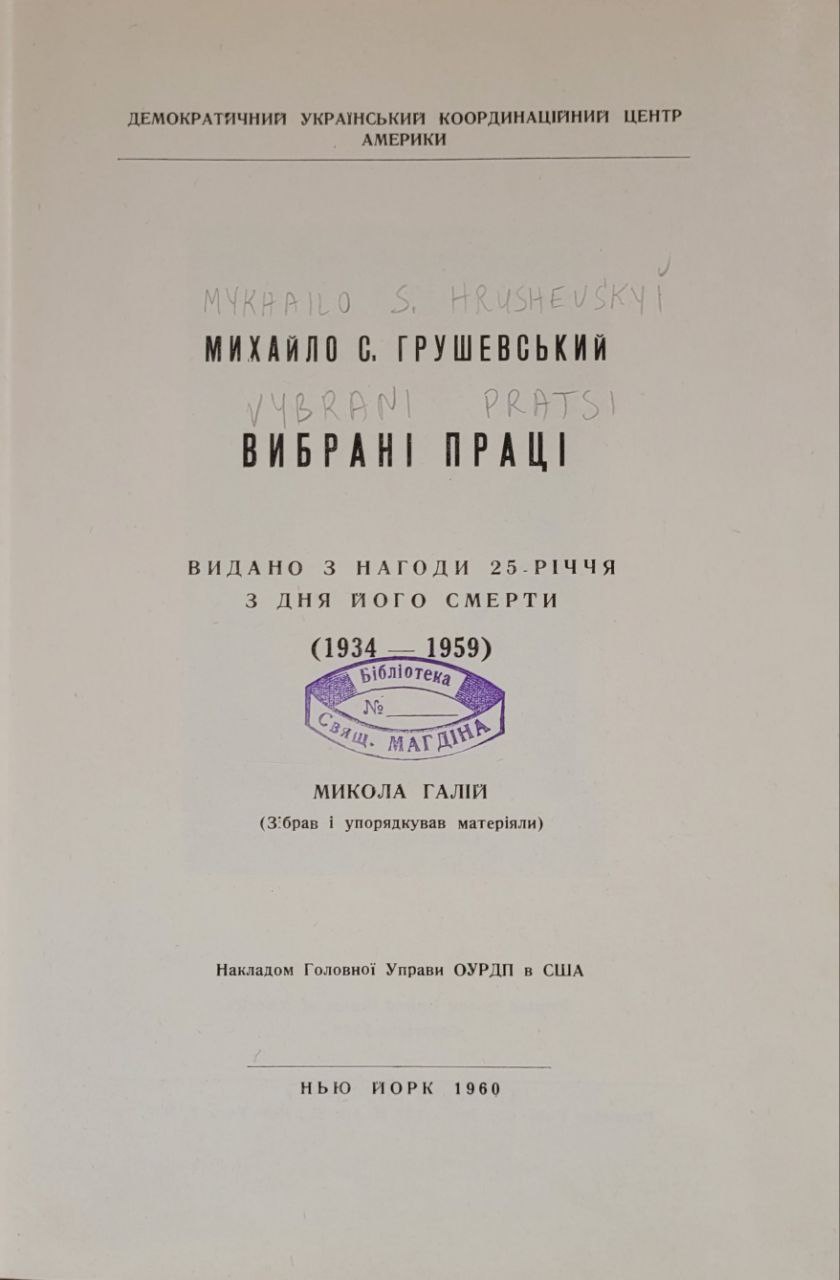 ДЕМОКРАТИЧНИЙ УКРАЇНСЬКИЙ КООРДИНАЦІЙНИЙ ЦЕНТР
АМЕРИКИ
MYKHAILO S. HRUSHEVSKYĬ
МИХАЙЛО С. ГРУШЕВСЬКИЙ
VYBRANI PRATSI
ВИБРАНІ ПРАЦІ
ВИДАНО З НАГОДИ 25-РІЧЧЯ
З ДНЯ ЙОГО СМЕРТИ
(1934 — 1959)
Бібліотека
№
Свящ. МАГДІНА
МИКОЛА ГАЛІЙ
(Зібрав і упорядкував матеріяли)
Накладом Головної Управи ОУРДП в США
НЬЮ ЙОРК 1960